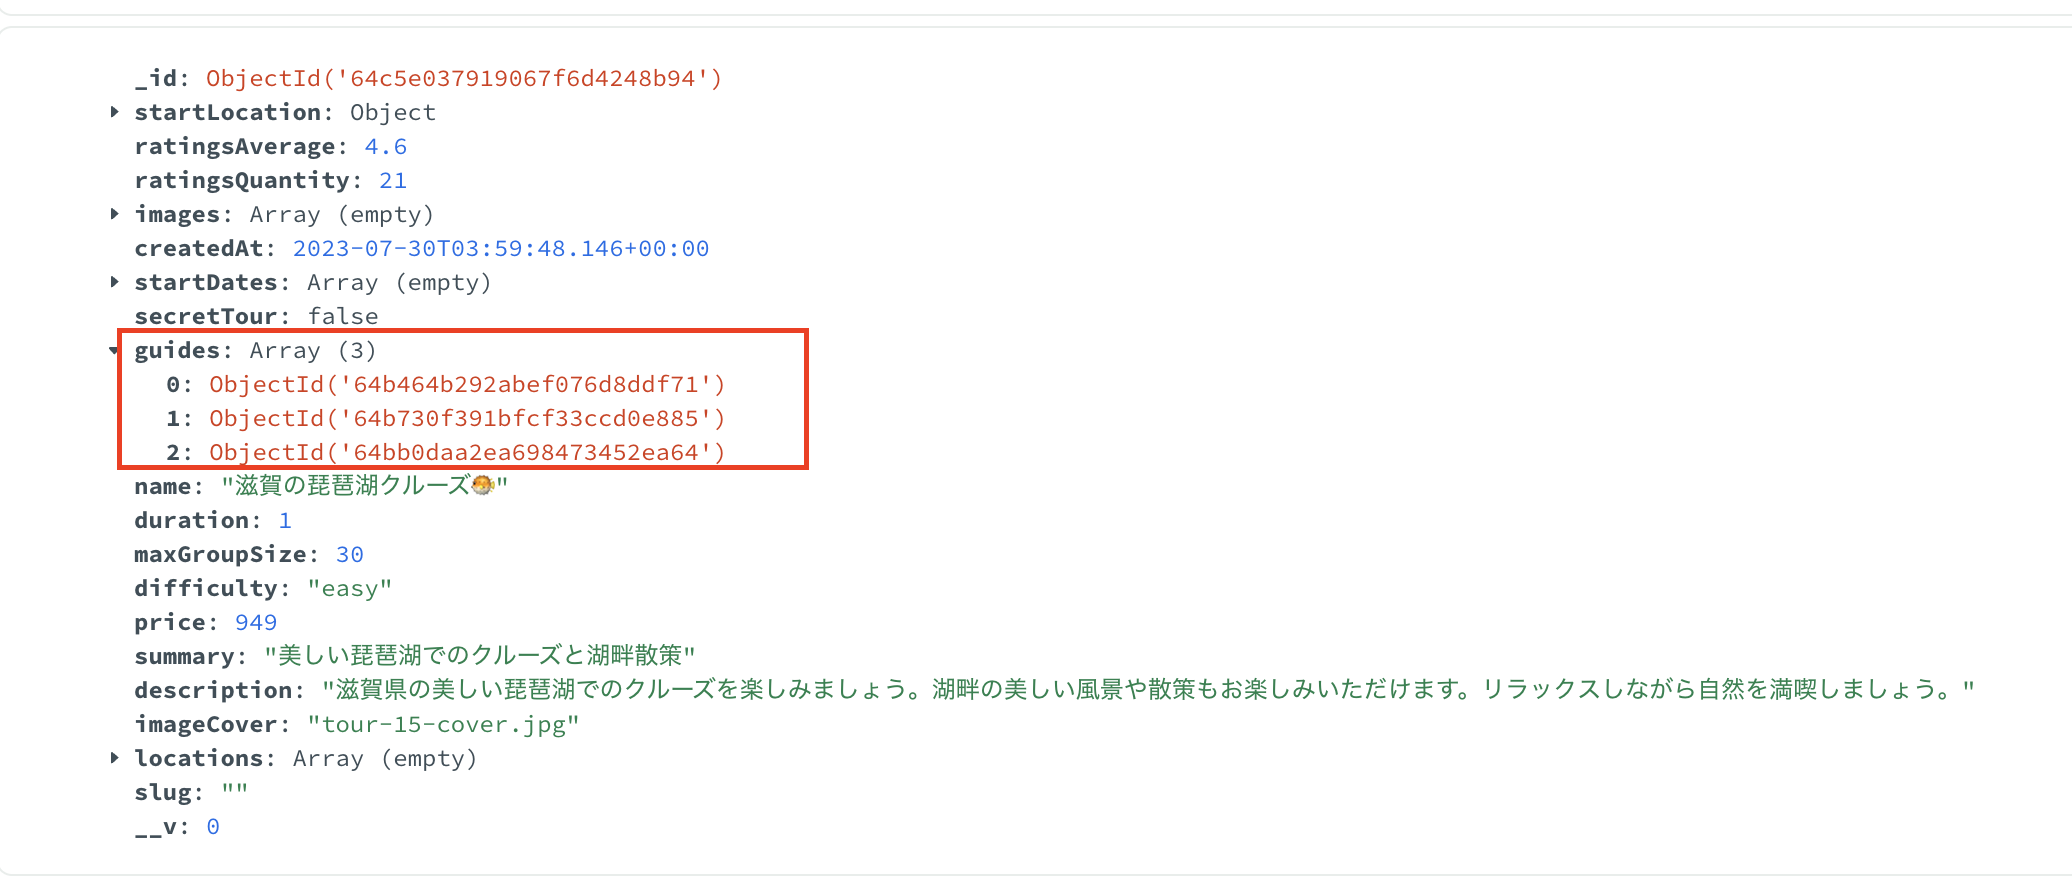 _id: ObjectId('64c5e037919067f6d4248b94')
startLocation: Object
ratingsAverage: 4.6
ratingsQuantity: 21
images: Array (empty)
createdAt: 2023-07-30T03:59:48.146+00:00
startDates: Array (empty)
secretTour: false
guides: Array (3)
0: ObjectId('64b464b292abef076d8ddf71')
1: ObjectId('64b730f391bfcf33ccd0e885')
2: ObjectId('64bb0daa2ea698473452ea64')
name: "滋賀の琵琶湖クルーズ🐡"
duration: 1
maxGroupSize: 30
difficulty: "easy"
price: 949
summary: "美しい琵琶湖でのクルーズと湖畔散策"
description: "滋賀県の美しい琵琶湖でのクルーズを楽しみましょう。湖畔の美しい風景や散策もお楽しみいただけます。リラックスしながら自然を満喫しましょう。"
imageCover: "tour-15-cover.jpg"
locations: Array (empty)
slug: ""
__v: 0